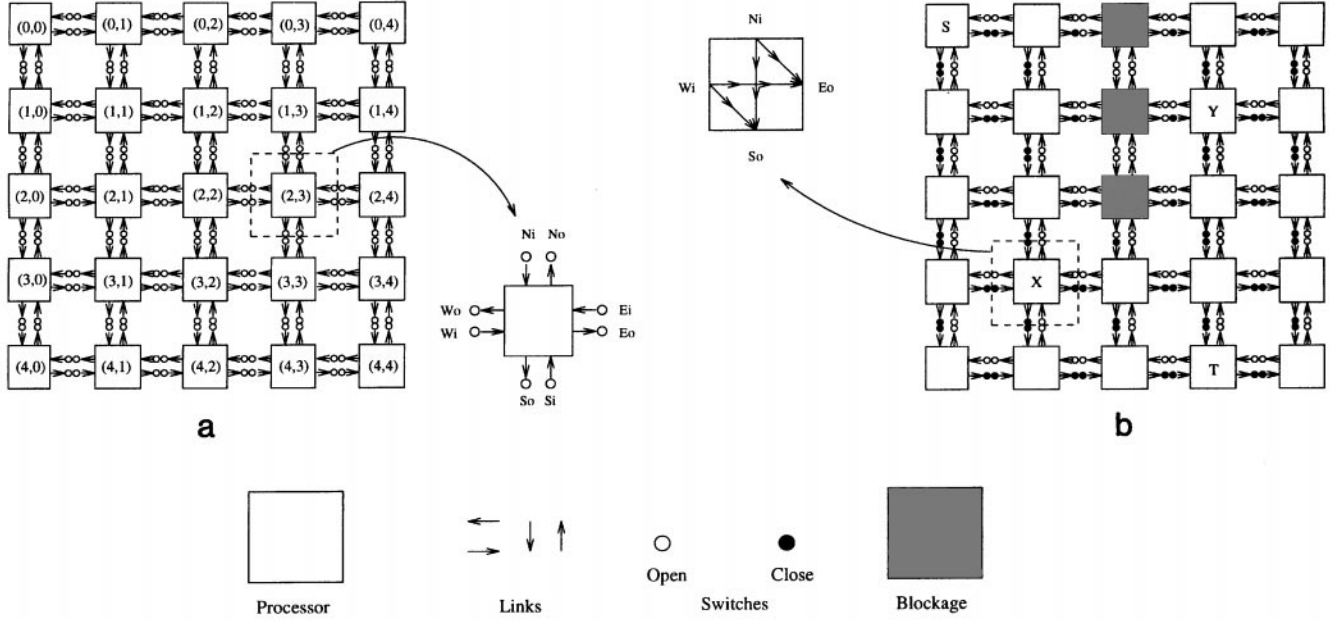 (0,0) (0,1) (0,2) (0,3) (0,4)
(1,0) (1,1) (1,2) (1,3) (1,4)
(2,0) (2,1) (2,2) (2,3) (2,4)
(3,0) (3,1) (3,2) (3,3) (3,4)
(4,0) (4,1) (4,2) (4,3) (4,4)
a
Ni No
Wo Ei
Wi Eo
So Si
Ni
Wi Eo
So
S
Y
X
T
b
Processor
Links
Open Close
Switches
Blockage